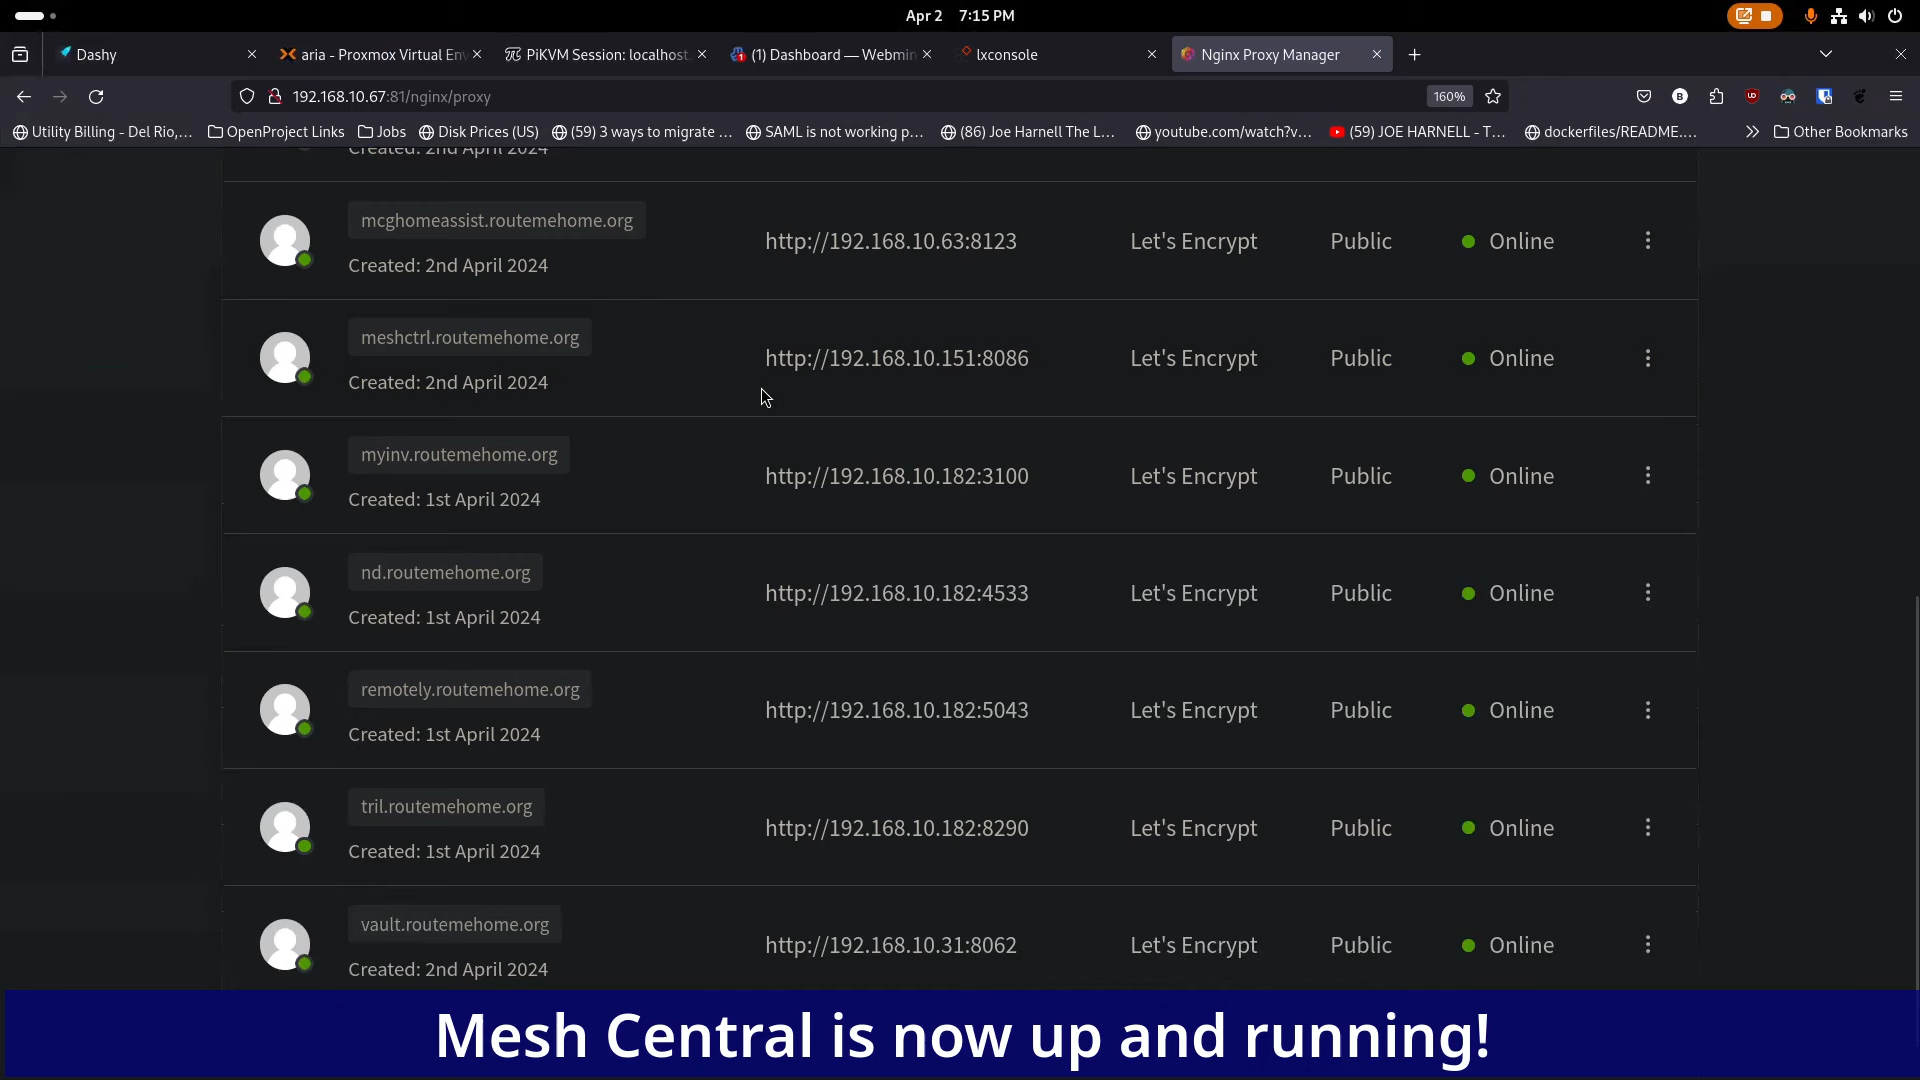 Apr 2 7:15 PM
Dashy
aria - Proxmox Virtual Env
PiKVM Session: localhost.
(1) Dashboard — Webmin
lxconsole
Nginx Proxy Manager
192.168.10.67:81/nginx/proxy
160%
Utility Billing - Del Rio,...
OpenProject Links
Jobs
Disk Prices (US)
(59) 3 ways to migrate ...
SAML is not working p...
(86) Joe Harnell The L...
youtube.com/watch?v...
(59) JOE HARNELL - T...
dockerfiles/README....
Other Bookmarks
Created: 2nd April 2024
mcghomeassist.routemehome.org
Created: 2nd April 2024
http://192.168.10.63:8123
Let's Encrypt
Public
Online
meshctrl.routemehome.org
Created: 2nd April 2024
http://192.168.10.151:8086
Let's Encrypt
Public
Online
myinv.routemehome.org
Created: 1st April 2024
http://192.168.10.182:3100
Let's Encrypt
Public
Online
nd.routemehome.org
Created: 1st April 2024
http://192.168.10.182:4533
Let's Encrypt
Public
Online
remotely.routemehome.org
Created: 1st April 2024
http://192.168.10.182:5043
Let's Encrypt
Public
Online
tril.routemehome.org
Created: 1st April 2024
http://192.168.10.182:8290
Let's Encrypt
Public
Online
vault.routemehome.org
Created: 2nd April 2024
http://192.168.10.31:8062
Let's Encrypt
Public
Online
Mesh Central is now up and running!